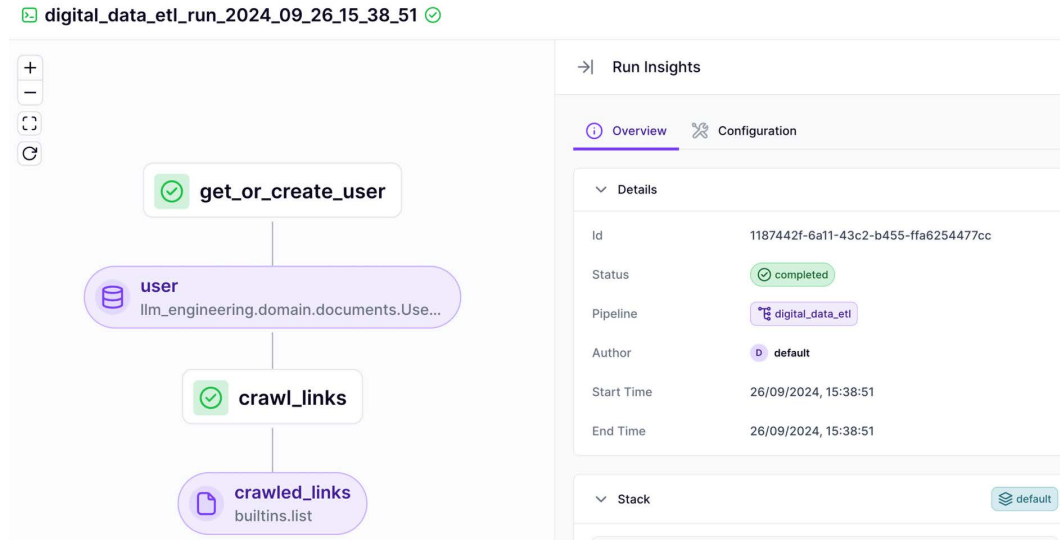 digital_data_etl_run_2024_09_26_15_38_51
get_or_create_user
user
llm_engineering.domain.documents.Use...
crawl_links
crawled_links
builtins.list
Run Insights
Overview
Configuration
Details
Id 1187442f-6a11-43c2-b455-ffa6254477cc
Status completed
Pipeline digital_data_etl
Author D default
Start Time 26/09/2024, 15:38:51
End Time 26/09/2024, 15:38:51
Stack default